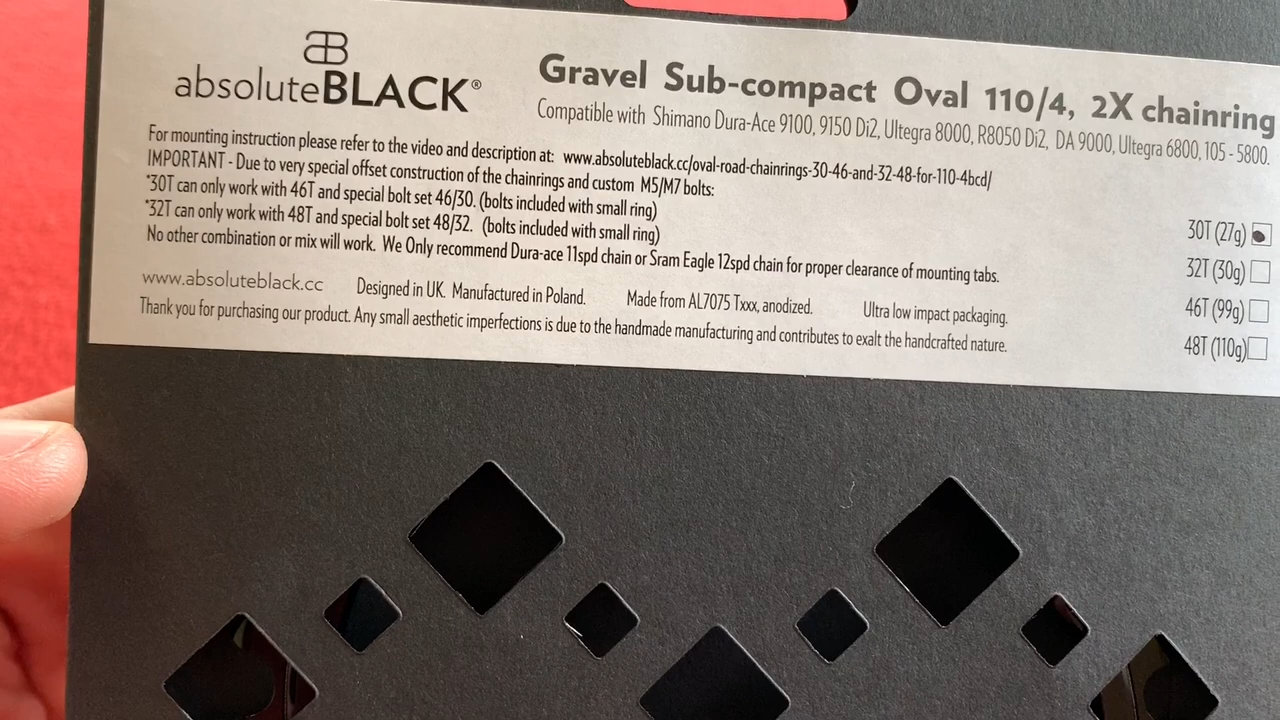 AB
absoluteBLACK®
Gravel Sub-compact Oval 110/4, 2X chainring
Compatible with Shimano Dura-Ace 9100, 9150 Di2, Ultegra 8000, R8050 Di2, DA 9000, Ultegra 6800, 105 - 5800.
For mounting instruction please refer to the video and description at: www.absoluteblack.cc/oval-road-chainrings-30-46-and-32-48-for-110-4bcd/
IMPORTANT - Due to very special offset construction of the chainrings and custom M5/M7 bolts:
*30T can only work with 46T and special bolt set 46/30. (bolts included with small ring)
*32T can only work with 48T and special bolt set 48/32. (bolts included with small ring)
No other combination or mix will work. We Only recommend Dura-ace 11spd chain or Sram Eagle 12spd chain for proper clearance of mounting tabs.
30T (27g)
32T (30g)
46T (99g)
48T (110g)
www.absoluteblack.cc Designed in UK. Manufactured in Poland. Made from AL7075 Txxx, anodized. Ultra low impact packaging.
Thank you for purchasing our product. Any small aesthetic imperfections is due to the handmade manufacturing and contributes to exalt the handcrafted nature.